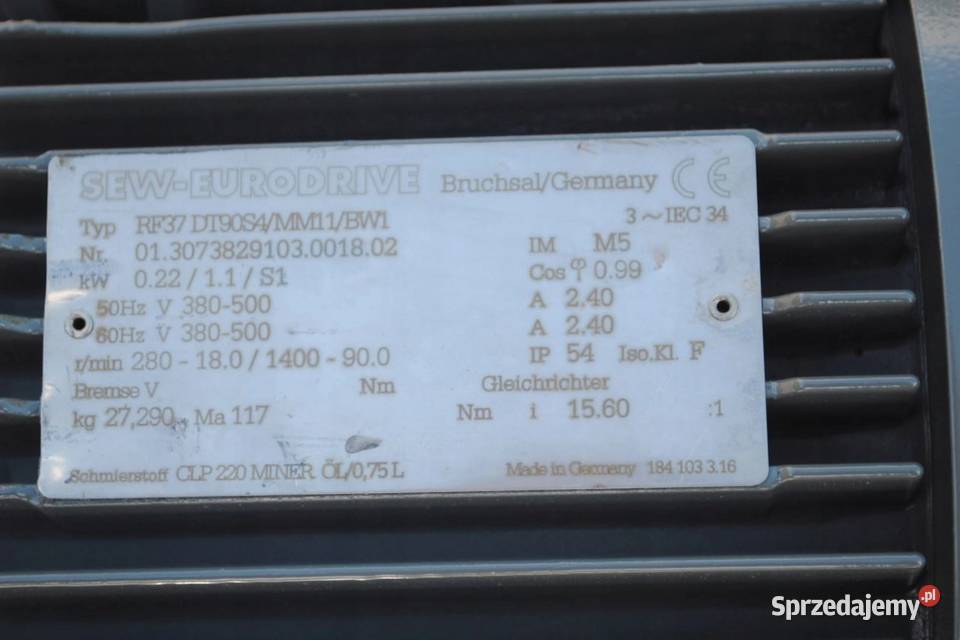 SEW-EURODRIVE Bruchsal/Germany CE
Typ RF37 DT90S4/MM11/BW1 3 ~ IEC 34
Nr. 01.3073829103.0018.02 IM M5
kW 0.22 / 1.1 / S1 Cos φ 0.99
50Hz V 380-500 A 2.40
60Hz V 380-500 A 2.40
r/min 280 - 18.0 / 1400 - 90.0 IP 54 Iso.Kl. F
Bremse V Nm Gleichrichter
kg 27,290 Ma 117 Nm i 15.60 :1
Schmierstoff CLP 220 MINER. ÖL/0,75 L Made in Germany 184 103 3.16
Sprzedajemy.pl